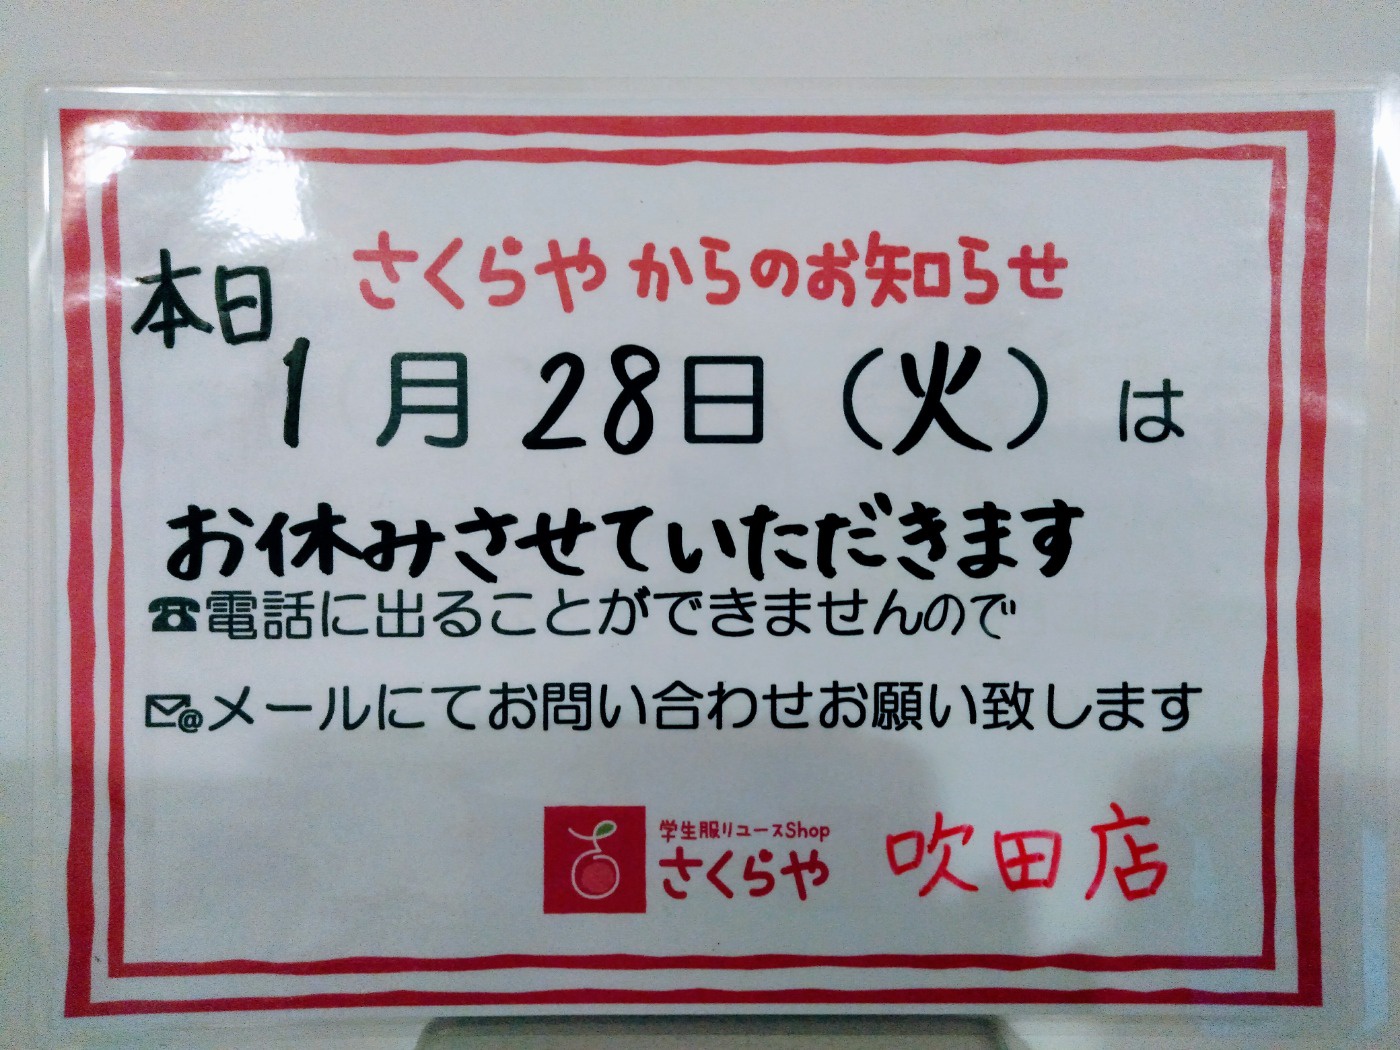 さくらやからのお知らせ
本日
1月28日（火）は
お休みさせていただきます
☎電話に出ることができませんので
✉@メールにてお問い合わせお願い致します
学生服リユースShop
さくらや 吹田店